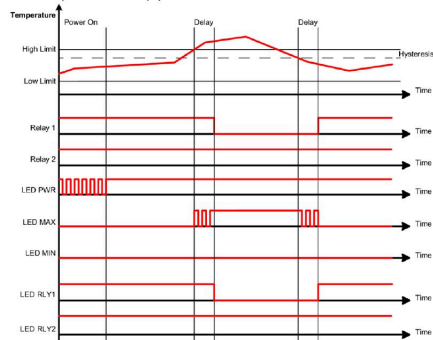 Temperature
Power On
Delay
Delay
High Limit
Hysteresis
Low Limit
Time
Relay 1
Time
Relay 2
Time
LED PWR
Time
LED MAX
Time
LED MIN
Time
LED RLY1
Time
LED RLY2
Time